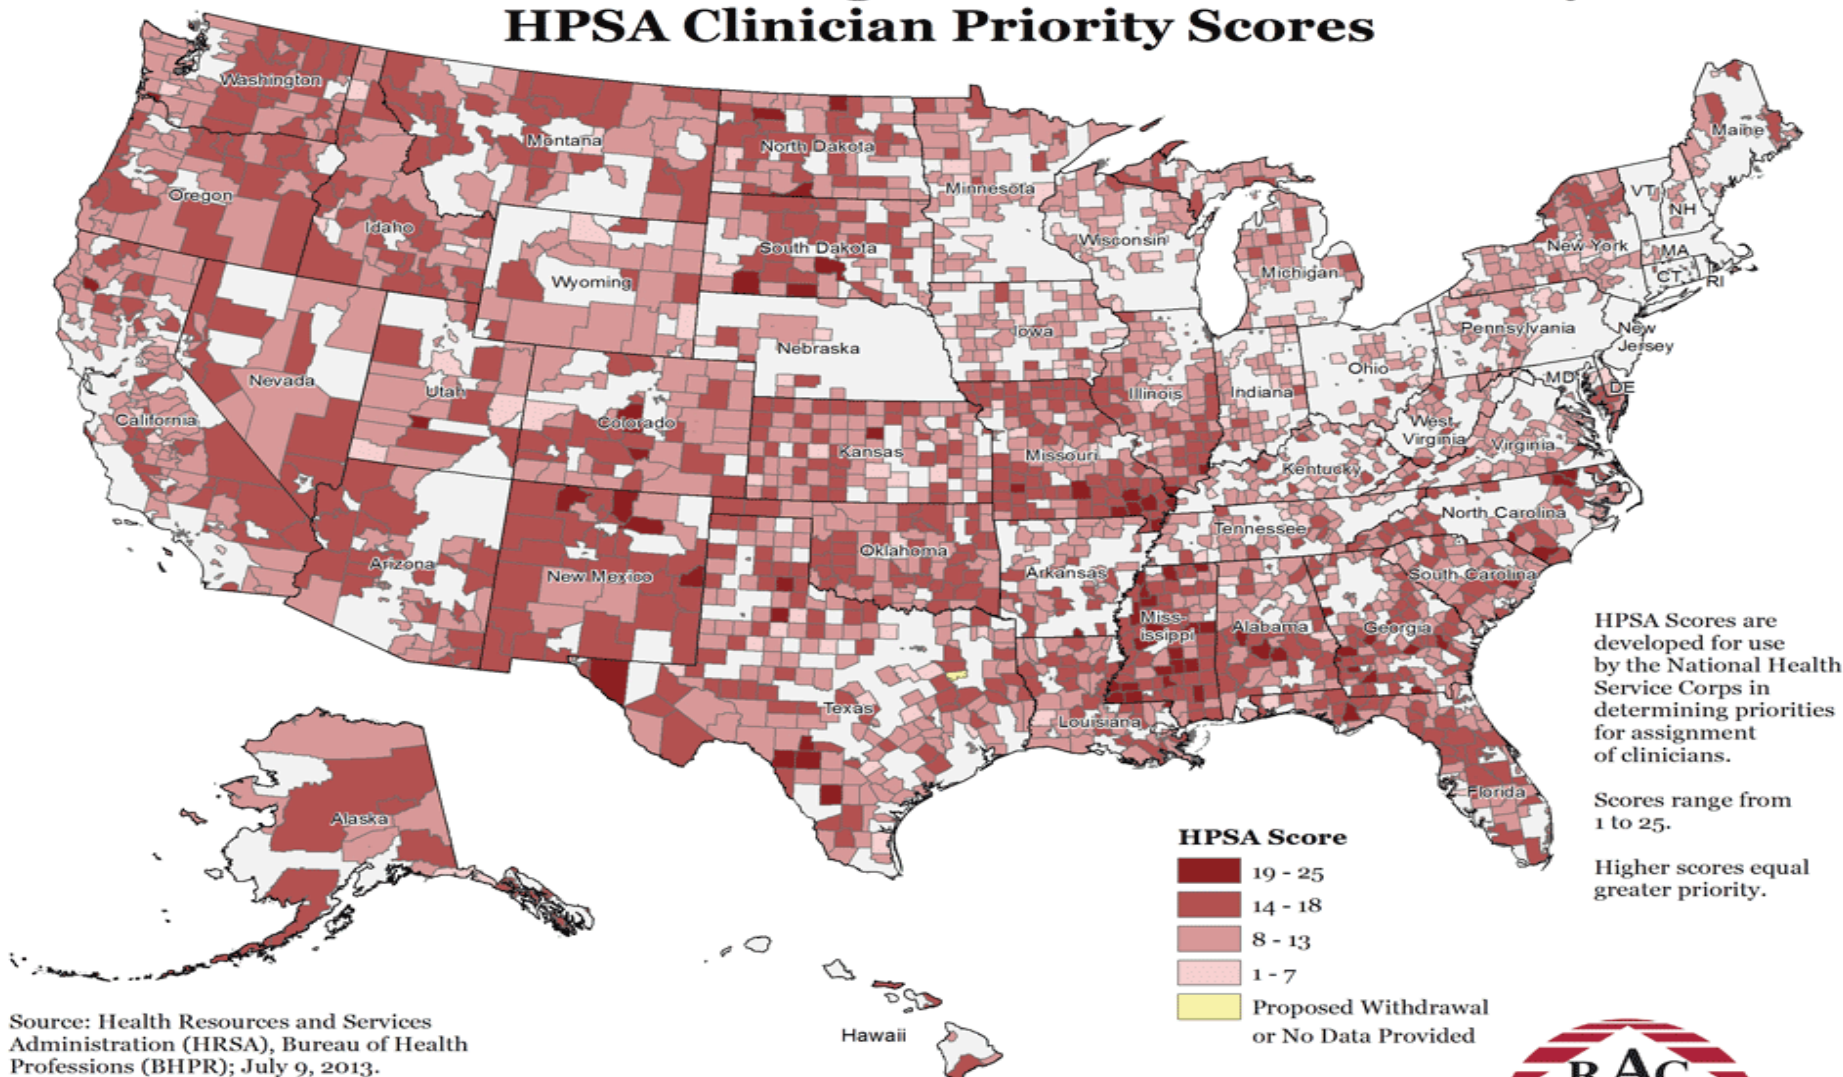 HPSA Clinician Priority Scores
Washington
Montana
North Dakota
Minnesota
Maine
Oregon
Idaho
South Dakota
Wisconsin
VT
NH
New York
MA
CT
RI
Michigan
Wyoming
Iowa
Pennsylvania
New
Jersey
Nebraska
Nevada
Utah
Colorado
Illinois
Indiana
Ohio
MD
DE
California
Kansas
Missouri
West
Virginia
Virginia
Kentucky
North Carolina
Tennessee
Arizona
New Mexico
Oklahoma
Arkansas
South Carolina
Miss-
issippi
Alabama
Georgia
Texas
Louisiana
Florida
Alaska
Hawaii
HPSA Scores are
developed for use
by the National Health
Service Corps in
determining priorities
for assignment
of clinicians.
Scores range from
1 to 25.
Higher scores equal
greater priority.
HPSA Score
19 - 25
14 - 18
8 - 13
1 - 7
Proposed Withdrawal
or No Data Provided
Source: Health Resources and Services
Administration (HRSA), Bureau of Health
Professions (BHPR); July 9, 2013.
RAC